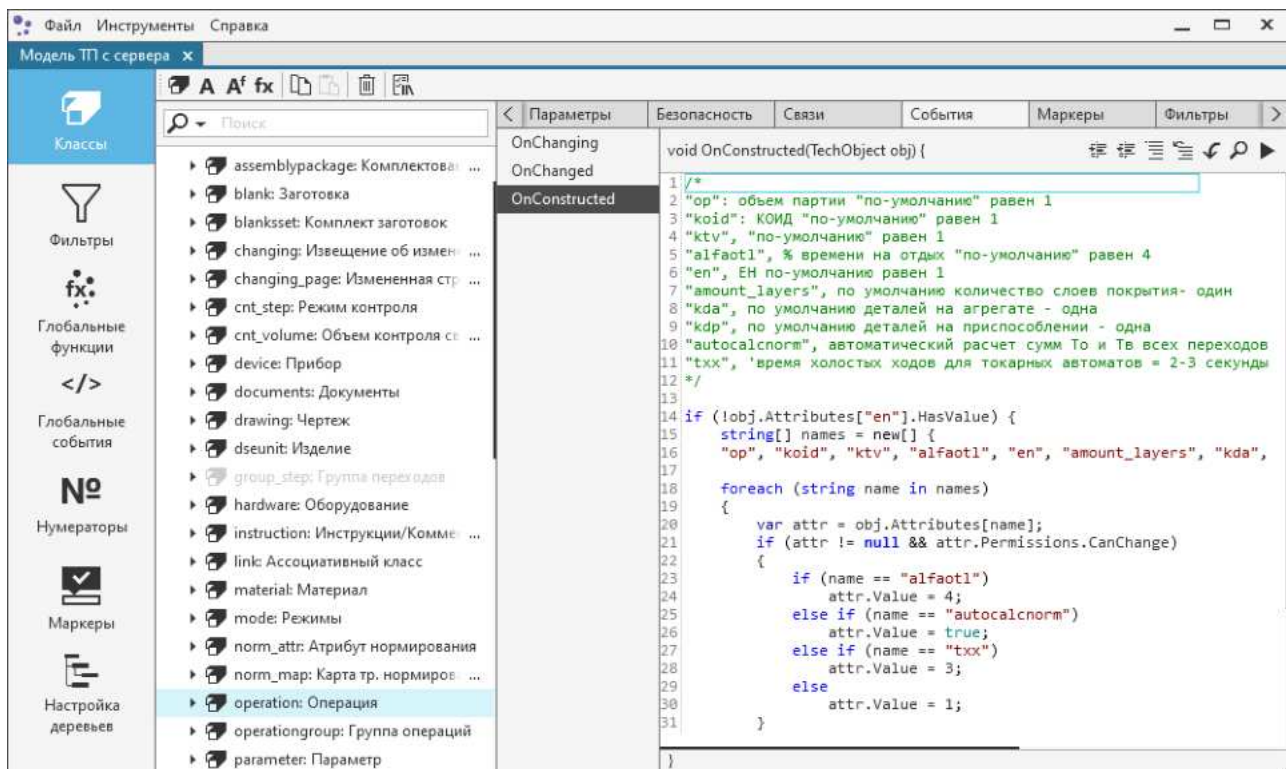 Файл Инструменты Справка
Модель ТП с сервера x
A Af fx
Классы
Фильтры
fx
Глобальные
функции
</>
Глобальные
события
№
Нумераторы
Маркеры
Настройка
деревьев
Поиск
assemblypackage: Комплектова ...
blank: Заготовка
blanksset: Комплект заготовок
changing: Извещение об измен ...
changing_page: Измененная стр ...
cnt_step: Режим контроля
cnt_volume: Объем контроля се ...
device: Прибор
documents: Документы
drawing: Чертеж
dseunit: Изделие
group_step: Группа переходов
hardware: Оборудование
instruction: Инструкции/Комме ...
link: Ассоциативный класс
material: Материал
mode: Режимы
norm_attr: Атрибут нормирования
norm_map: Карта тр. нормиров ...
operation: Операция
operationgroup: Группа операций
parameter: Параметр
< Параметры Безопасность Связи События Маркеры Фильтры >
OnChanging
OnChanged
OnConstructed
void OnConstructed(TechObject obj) {
1 /*
2 "op": объем партии "по-умолчанию" равен 1
3 "koid": КОИД "по-умолчанию" равен 1
4 "ktv", "по-умолчанию" равен 1
5 "alfaotl", % времени на отдых "по-умолчанию" равен 4
6 "en", ЕН по-умолчанию равен 1
7 "amount_layers", по умолчанию количество слоев покрытия- один
8 "kda", по умолчанию деталей на агрегате - одна
9 "kdp", по умолчанию деталей на приспособлении - одна
10 "autocalcnorm", автоматический расчет сумм То и Тв всех переходов
11 "txx", 'время холостых ходов для токарных автоматов = 2-3 секунды
12 */
13
14 if (!obj.Attributes["en"].HasValue) {
15 string[] names = new[] {
16 "op", "koid", "ktv", "alfaotl", "en", "amount_layers", "kda",
17
18 foreach (string name in names)
19 {
20 var attr = obj.Attributes[name];
21 if (attr != null && attr.Permissions.CanChange)
22 {
23 if (name == "alfaotl")
24 attr.Value = 4;
25 else if (name == "autocalcnorm")
26 attr.Value = true;
27 else if (name == "txx")
28 attr.Value = 3;
29 else
30 attr.Value = 1;
31 }
}